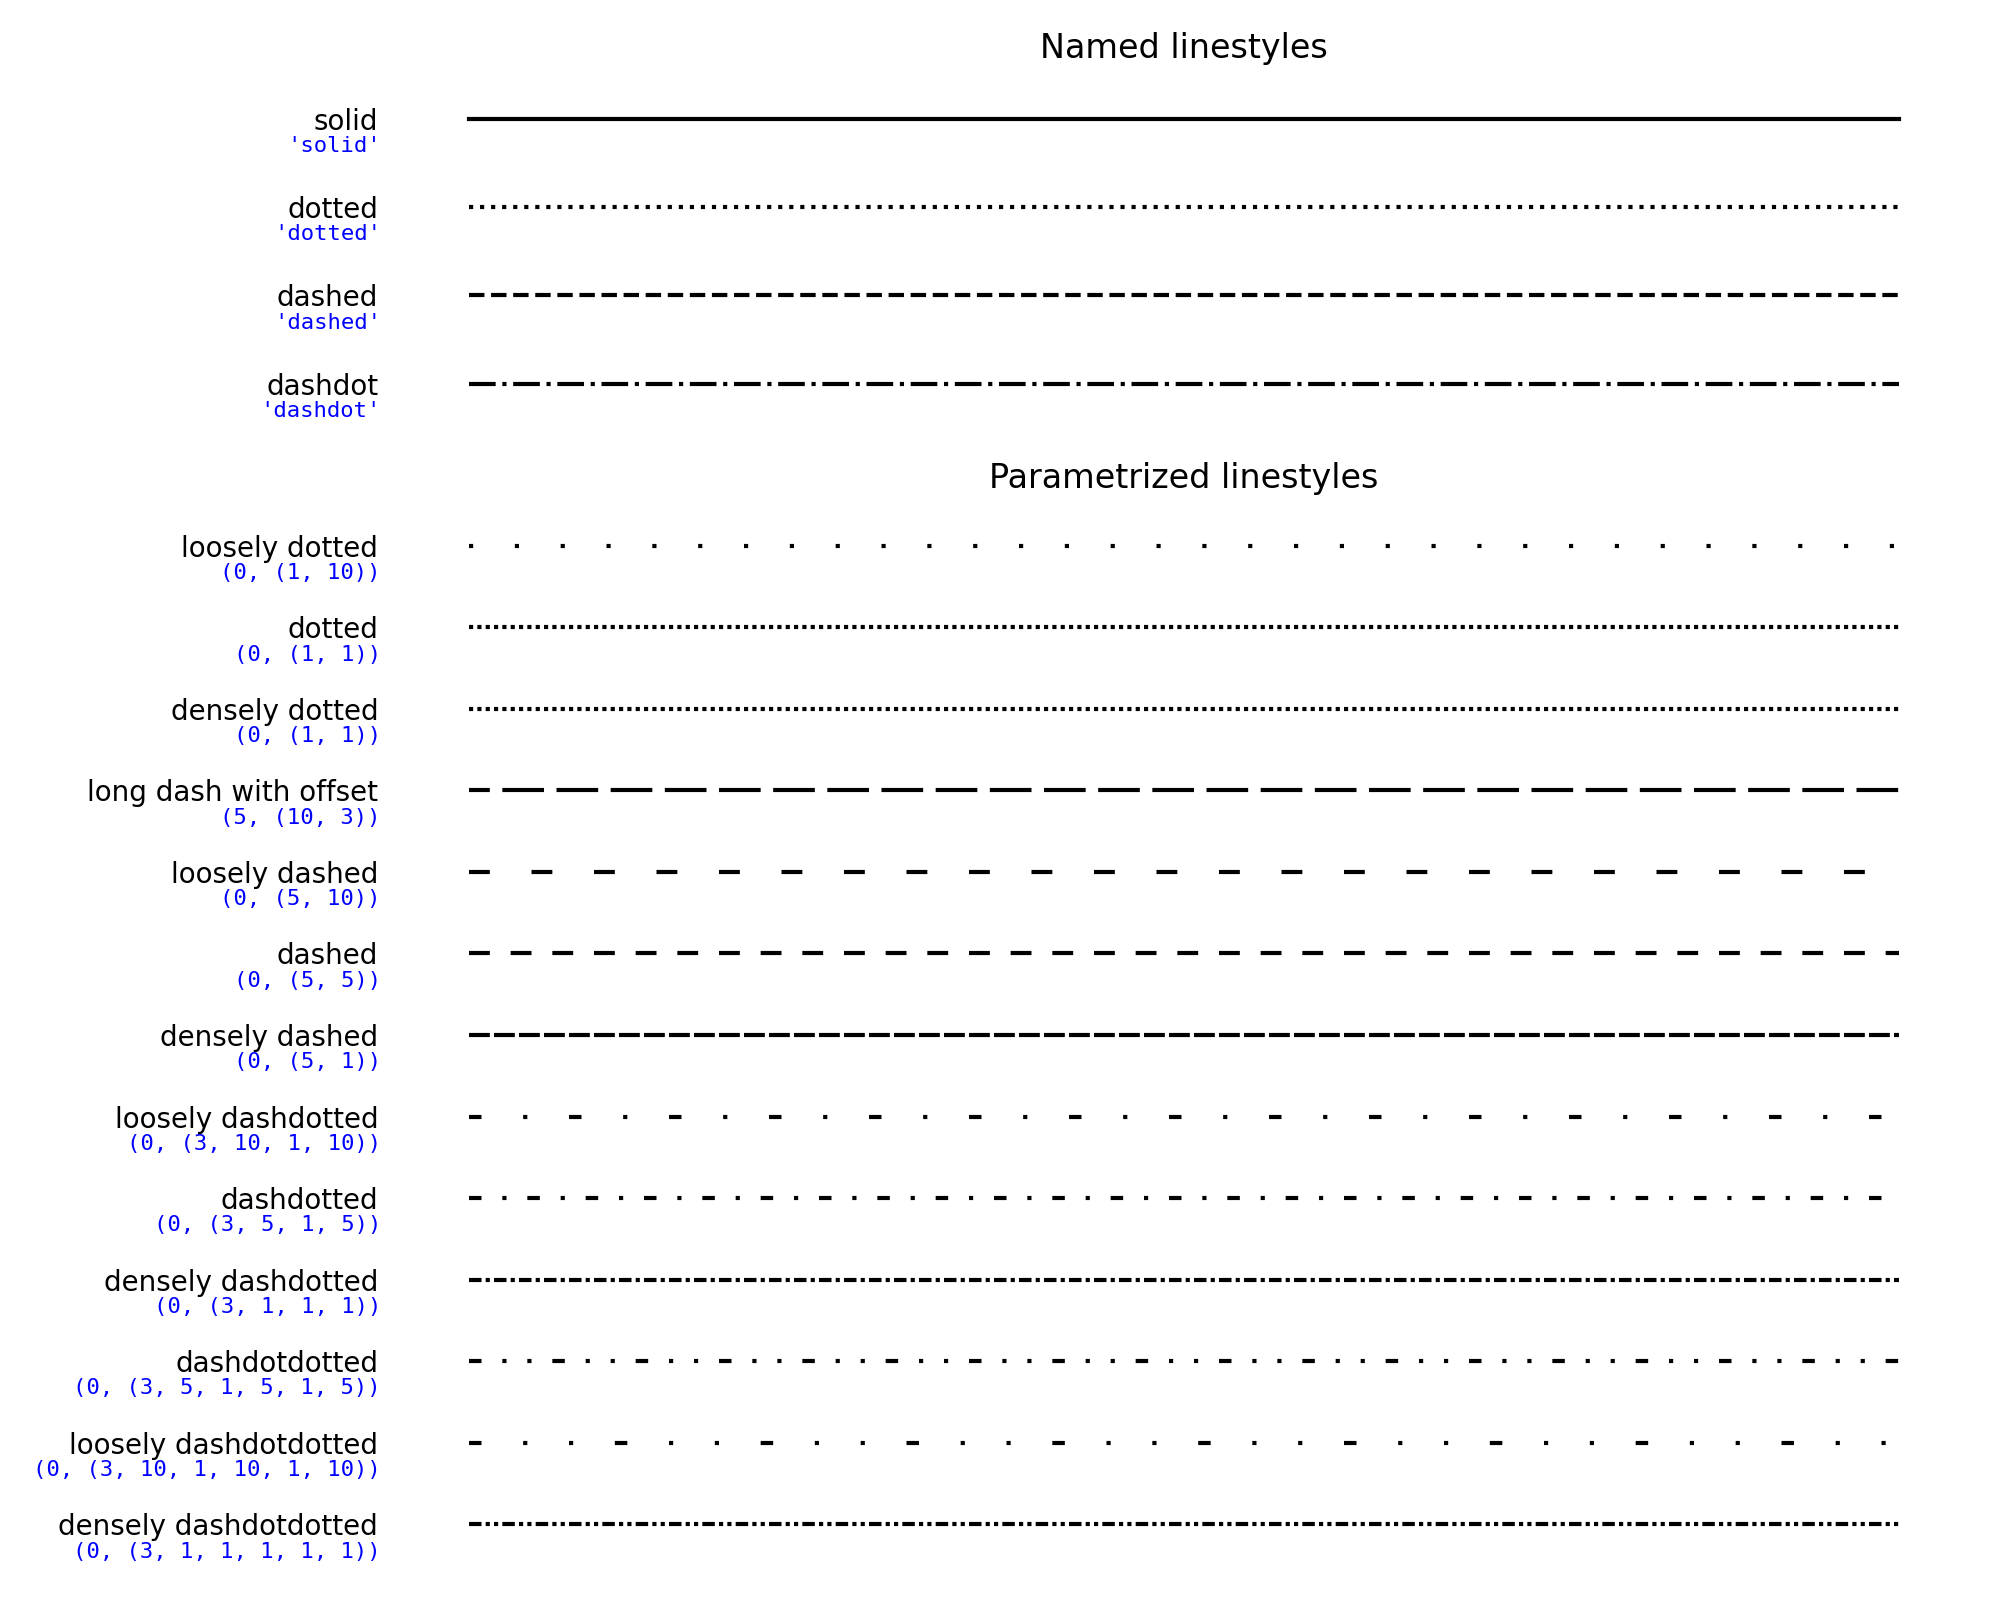 Named linestyles
solid
'solid'
dotted
'dotted'
dashed
'dashed'
dashdot
'dashdot'
Parametrized linestyles
loosely dotted
(0, (1, 10))
dotted
(0, (1, 1))
densely dotted
(0, (1, 1))
long dash with offset
(5, (10, 3))
loosely dashed
(0, (5, 10))
dashed
(0, (5, 5))
densely dashed
(0, (5, 1))
loosely dashdotted
(0, (3, 10, 1, 10))
dashdotted
(0, (3, 5, 1, 5))
densely dashdotted
(0, (3, 1, 1, 1))
dashdotdotted
(0, (3, 5, 1, 5, 1, 5))
loosely dashdotdotted
(0, (3, 10, 1, 10, 1, 10))
densely dashdotdotted
(0, (3, 1, 1, 1, 1, 1))